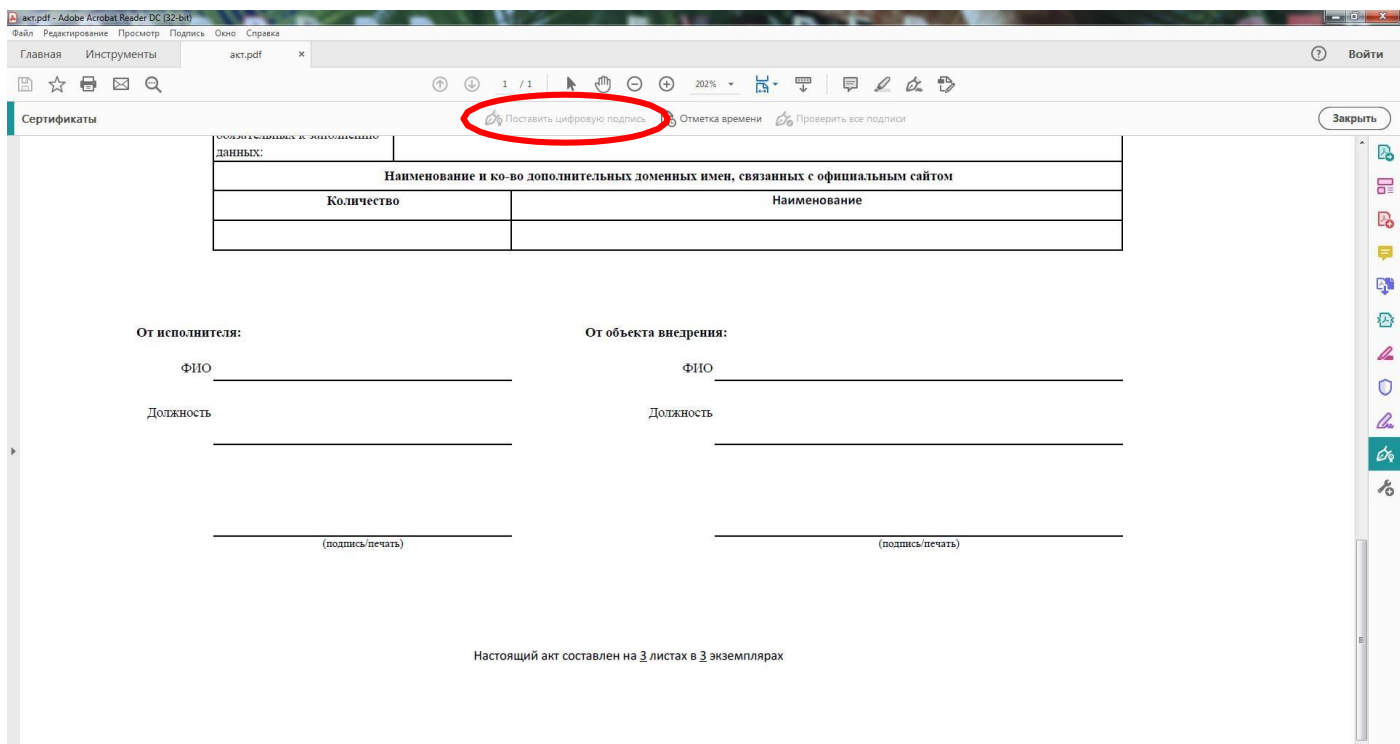 акт.pdf - Adobe Acrobat Reader DC (32-bit)
Файл Редактирование Просмотр Подпись Окно Справка
Главная Инструменты акт.pdf × ? Войти
1 / 1 202%
Сертификаты Поставить цифровую подпись Отметка времени Проверить все подписи Закрыть
обязательных к заполнению
данных:
Наименование и ко-во дополнительных доменных имен, связанных с официальным сайтом
Количество Наименование
От исполнителя: От объекта внедрения:
ФИО ФИО
Должность Должность
(подпись/печать) (подпись/печать)
Настоящий акт составлен на 3 листах в 3 экземплярах